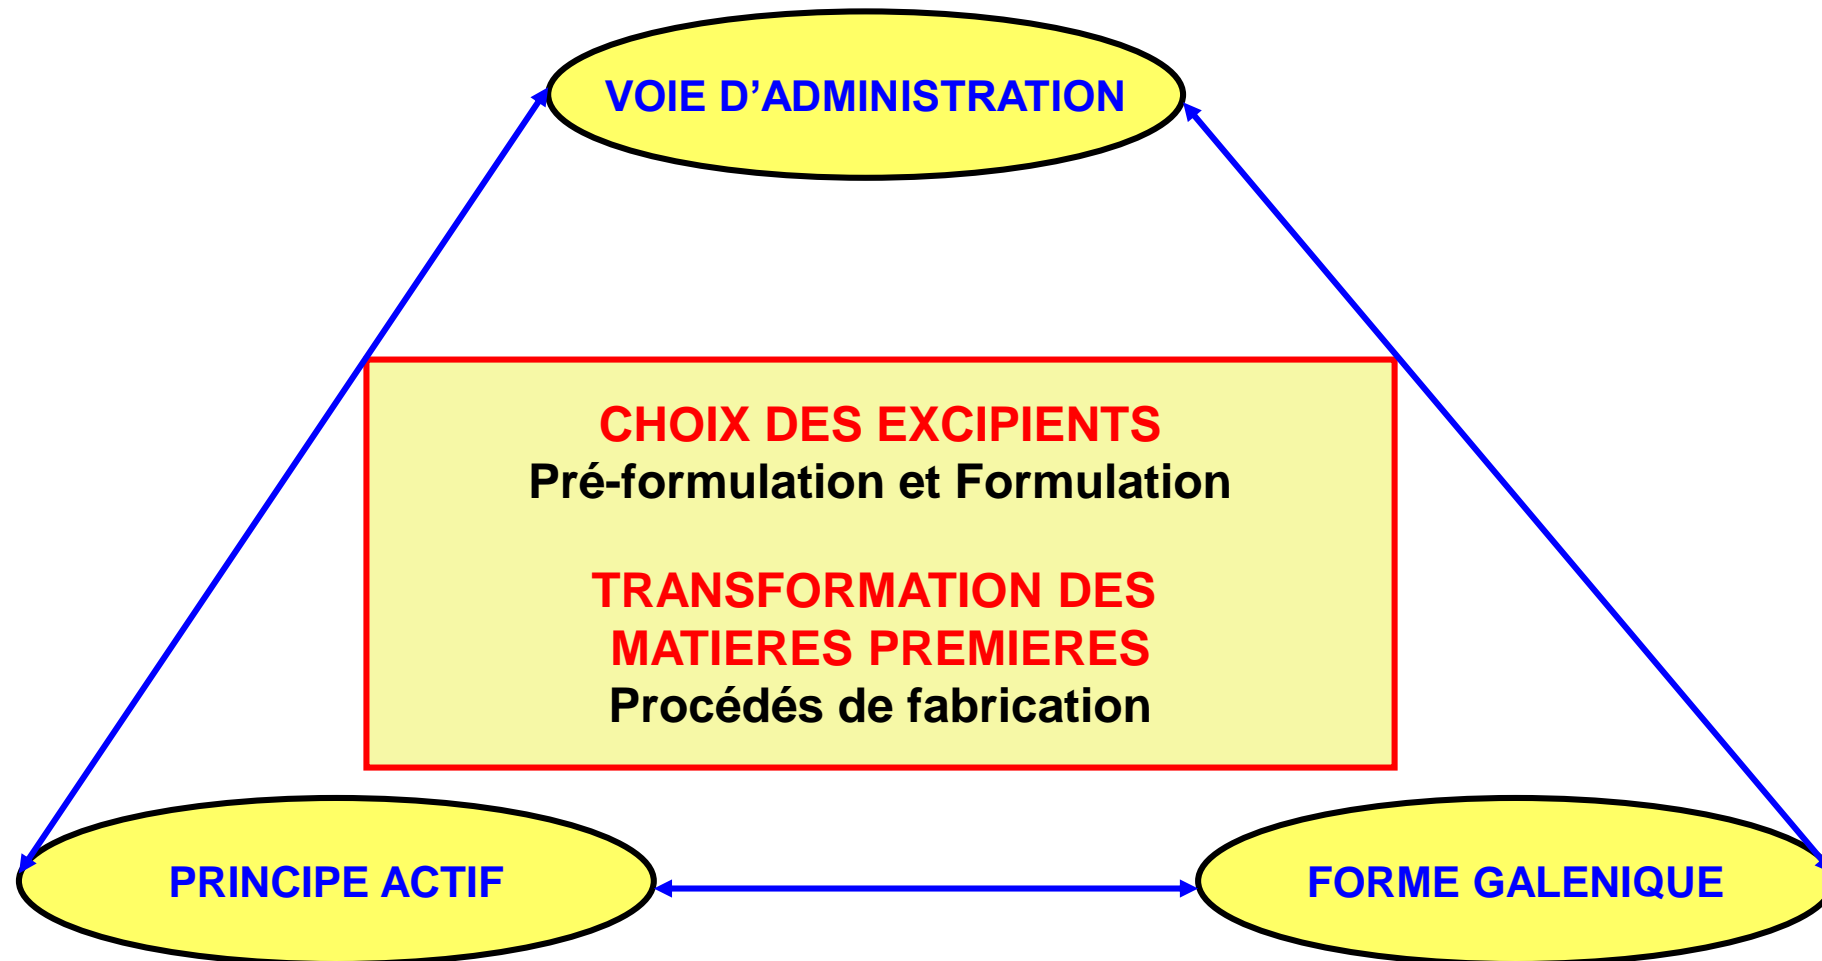 VOIE D’ADMINISTRATION
CHOIX DES EXCIPIENTS
Pré-formulation et Formulation
TRANSFORMATION DES
MATIERES PREMIERES
Procédés de fabrication
PRINCIPE ACTIF
FORME GALENIQUE